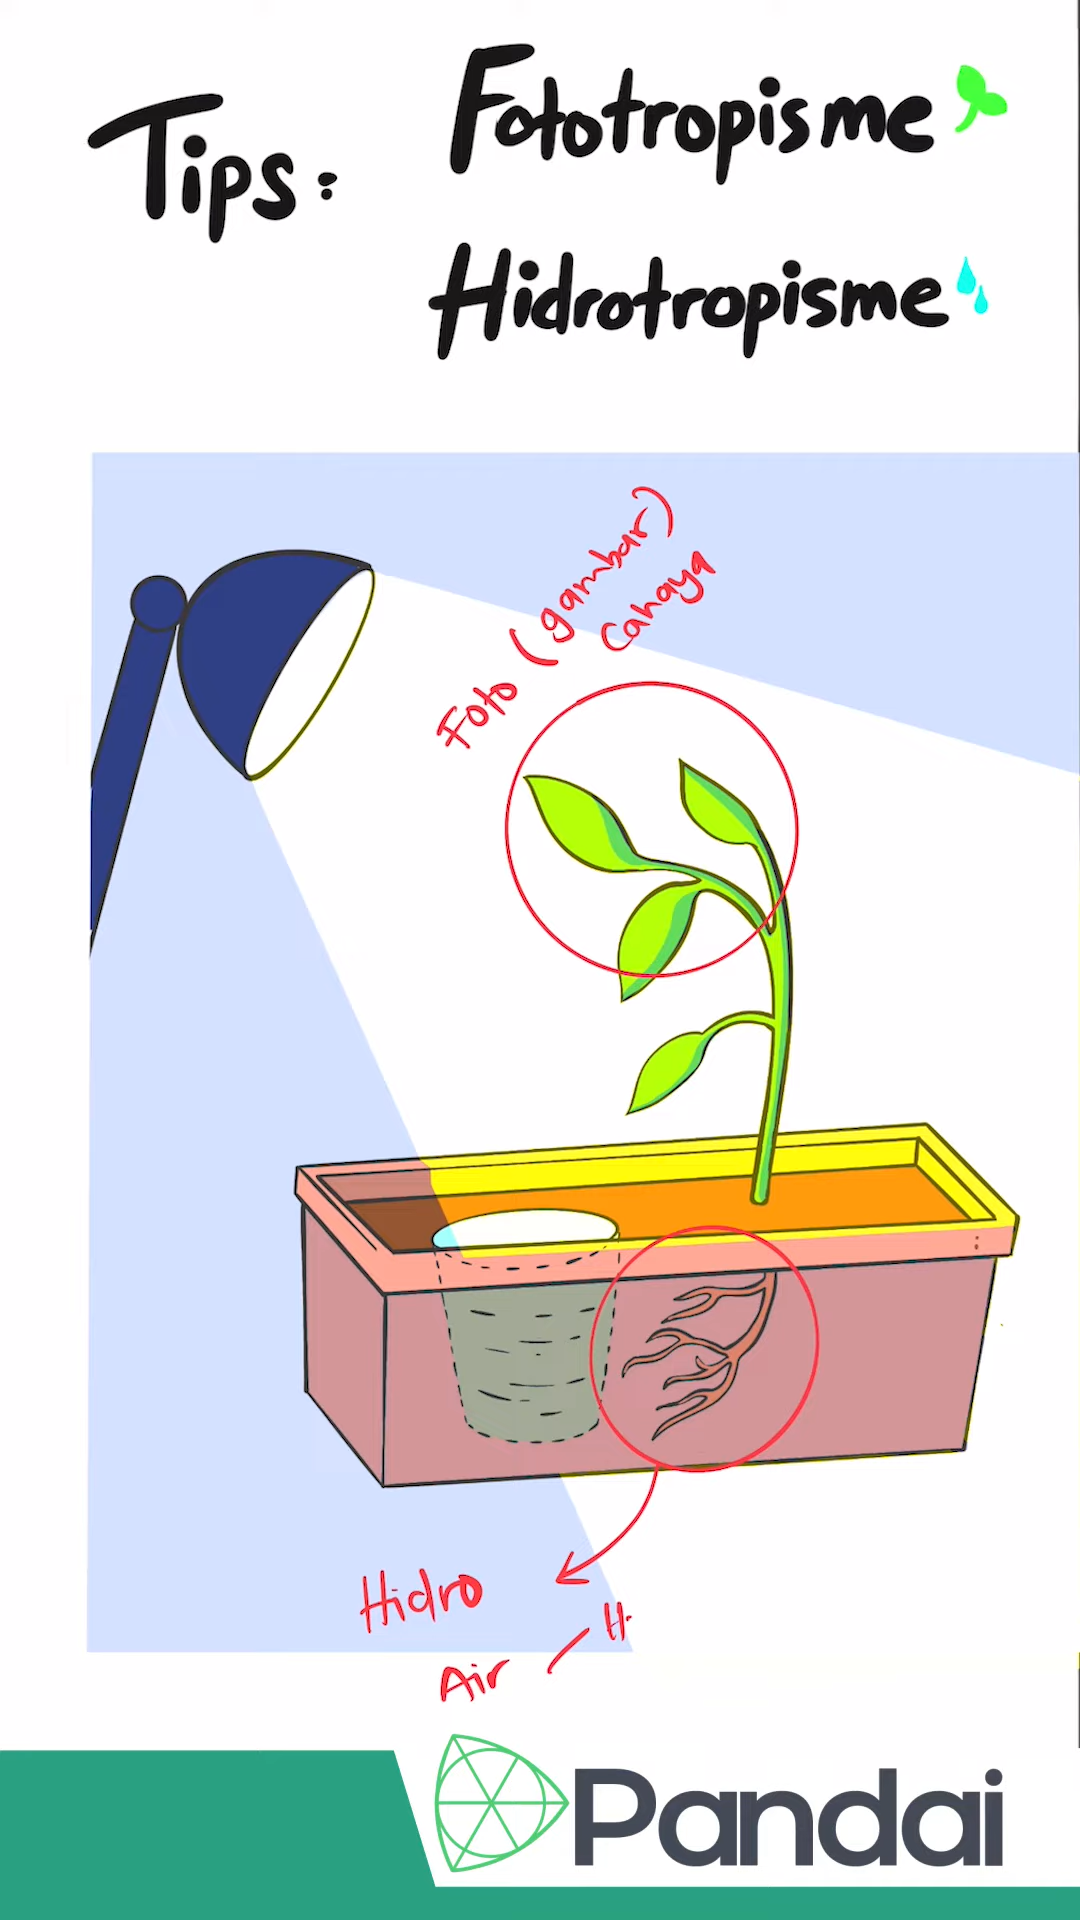 Tips:
Fototropisme
Hidrotropisme
Foto (gambar)
Cahaya
Hidro
Air / H
Pandai